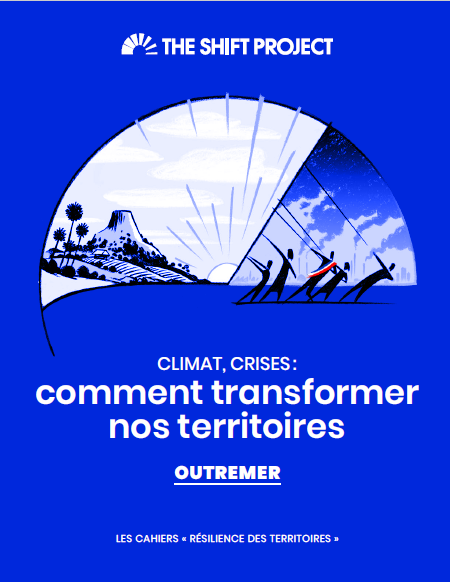 THE SHIFT PROJECT
CLIMAT, CRISES :
comment transformer
nos territoires
OUTREMER
LES CAHIERS « RÉSILIENCE DES TERRITOIRES »